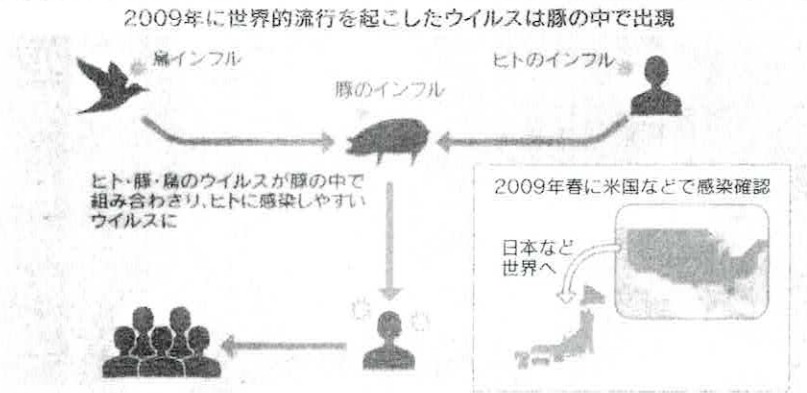 2009年に世界的流行を起こしたウイルスは豚の中で出現
鳥インフル
ヒトのインフル
豚のインフル
ヒト・豚・鳥のウイルスが豚の中で
組み合わさり、ヒトに感染しやすい
ウイルスに
2009年春に米国などで感染確認
日本など
世界へ